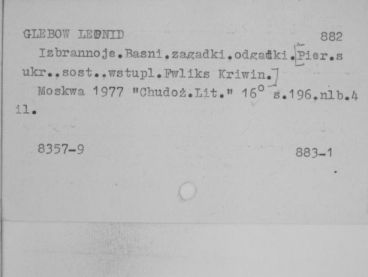 GLEBOW LEONID 882
Izbrannoje.Basni.zagadki.odgadki.[Pier.s
ukr..sost..wstupl.Fwliks Kriwin.]
Moskwa 1977 "Chudoż.Lit." 16° s.196.nlb.4
il.
8357-9 883-1